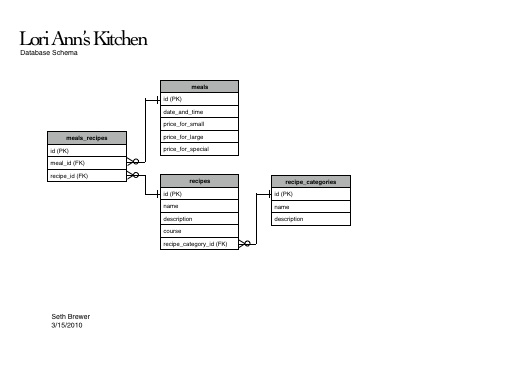 Lori Ann's Kitchen
Database Schema
meals
id (PK)
date_and_time
price_for_small
price_for_large
price_for_special
meals_recipes
id (PK)
meal_id (FK)
recipe_id (FK)
recipes
id (PK)
name
description
course
recipe_category_id (FK)
recipe_categories
id (PK)
name
description
Seth Brewer
3/15/2010